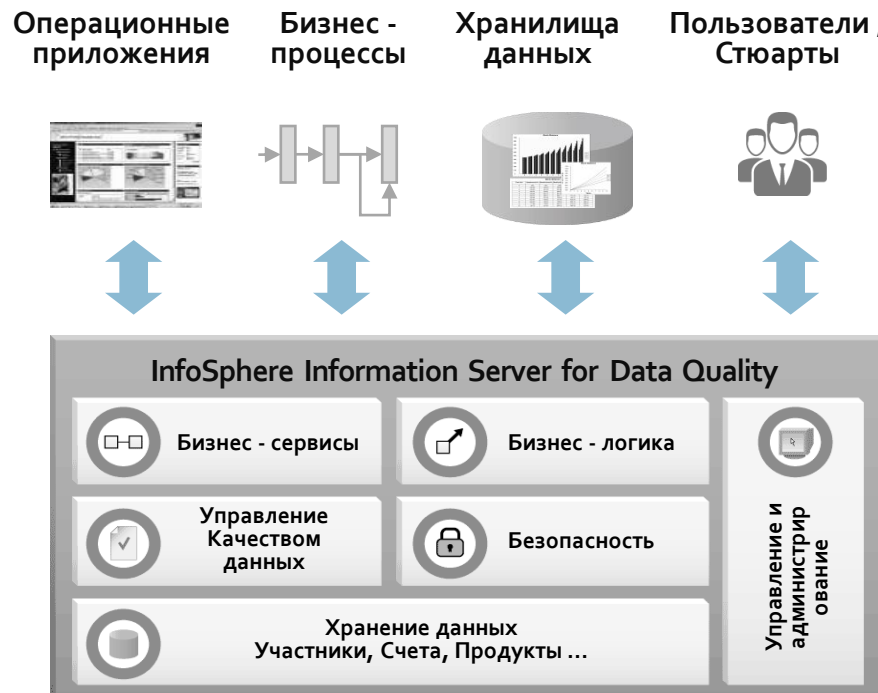 Операционные
приложения
Бизнес -
процессы
Хранилища
данных
Пользователи ,
Стюарты
InfoSphere Information Server for Data Quality
Бизнес - сервисы
Бизнес - логика
Управление
Качеством
данных
Безопасность
Хранение данных
Участники, Счета, Продукты ...
Управление и
администрир
ование